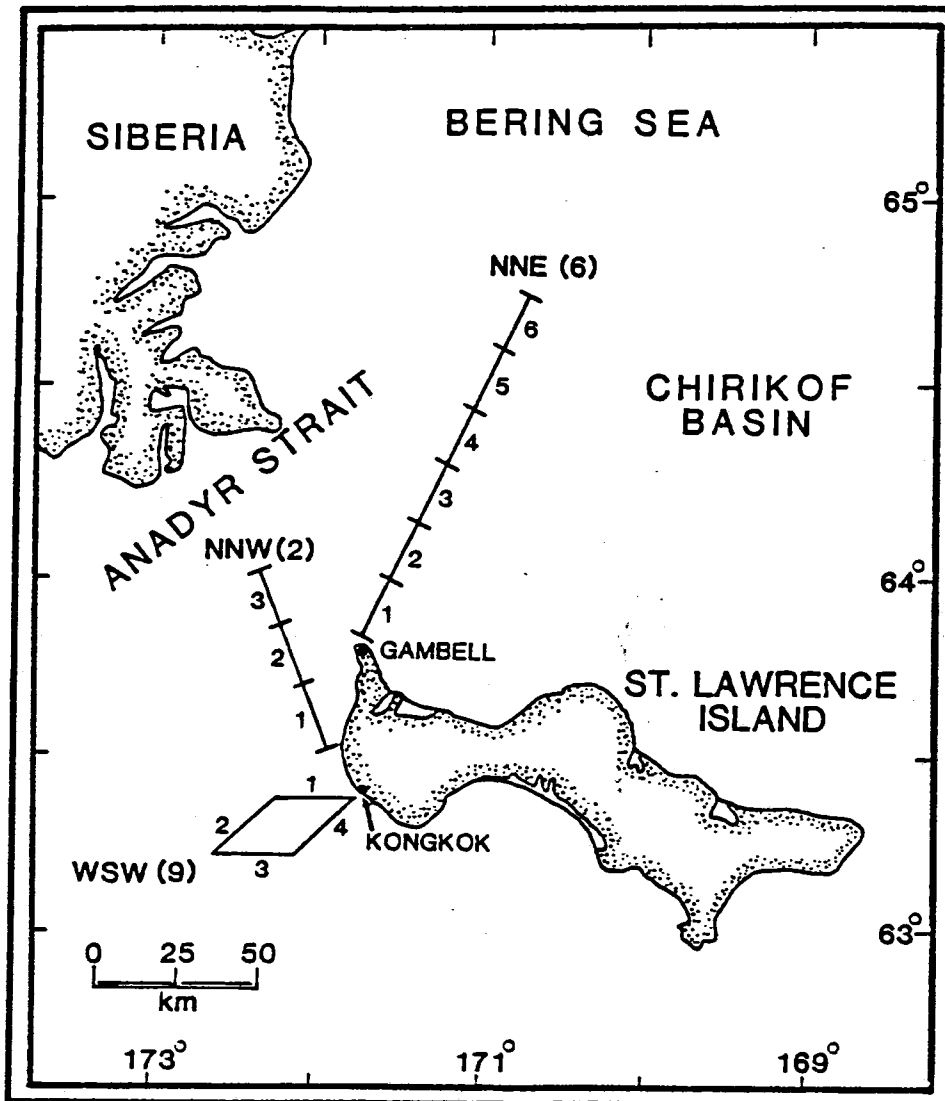 SIBERIA
BERING SEA
65°
NNE (6)
6
5
4
3
2
1
CHIRIKOF
BASIN
ANADYR STRAIT
NNW (2)
3
2
1
64°
GAMBELL
ST. LAWRENCE
ISLAND
1
2
4
3
KONGKOK
WSW (9)
63°
0 25 50
km
173° 171° 169°